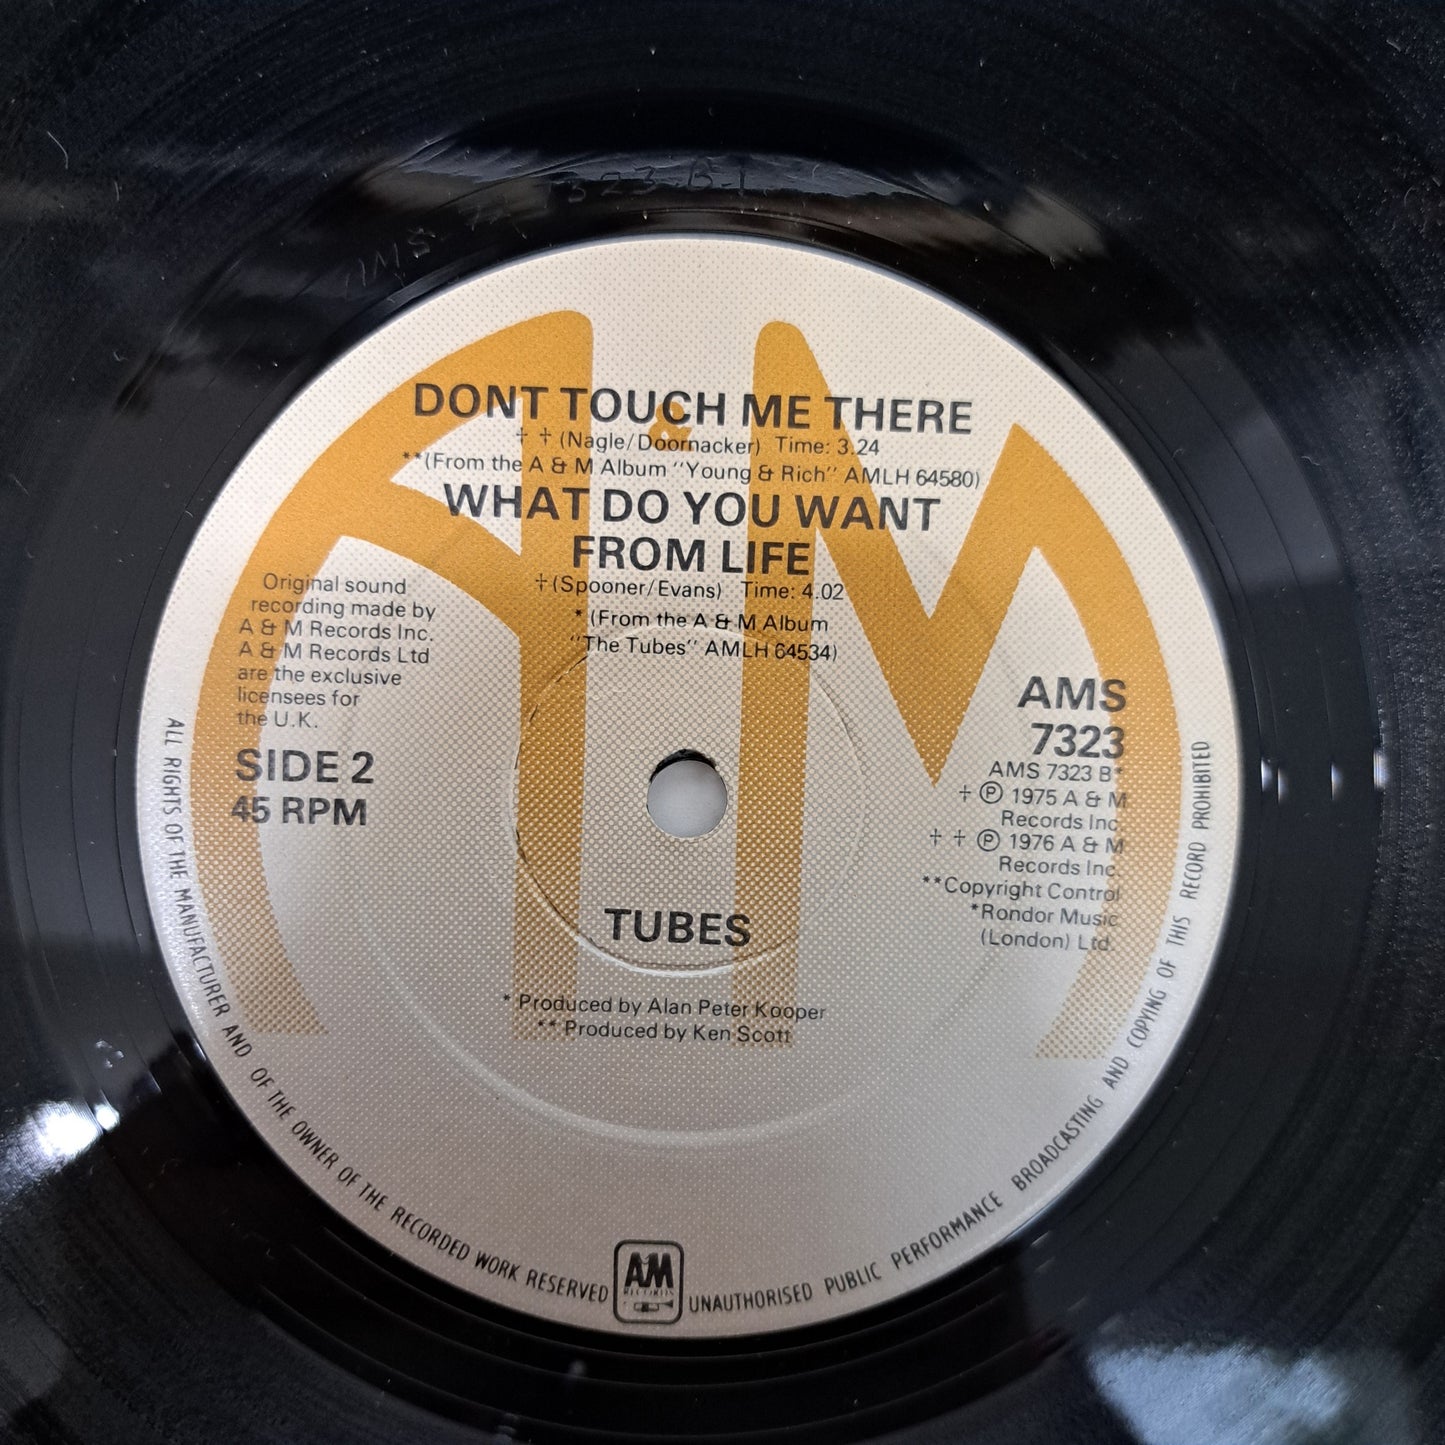 DONT TOUCH ME THERE
† † (Nagle/Doornacker) Time: 3.24
**(From the A & M Album "Young & Rich" AMLH 64580)
WHAT DO YOU WANT
FROM LIFE
† (Spooner/Evans) Time: 4.02
* (From the A & M Album
"The Tubes" AMLH 64534)
Original sound
recording made by
A & M Records Inc.
A & M Records Ltd
are the exclusive
licensees for
the U.K.
SIDE 2
45 RPM
AMS
7323
AMS 7323 B*
† ℗ 1975 A & M
Records Inc.
† † ℗ 1976 A & M
Records Inc.
**Copyright Control
*Rondor Music
(London) Ltd.
TUBES
* Produced by Alan Peter Kooper
** Produced by Ken Scott
ALL RIGHTS OF THE MANUFACTURER AND OF THE OWNER OF THE RECORDED WORK RESERVED
A&M
RECORDS
UNAUTHORISED PUBLIC PERFORMANCE BROADCASTING AND COPYING OF THIS RECORD PROHIBITED